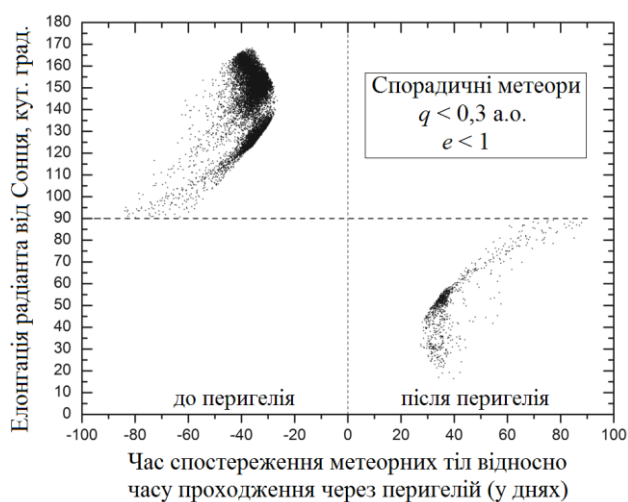 180
170
160
150
140
130
120
110
100
90
80
70
60
50
40
30
20
10
0
Елонгація радіанта від Сонця, кут. град.
Спорадичні метеори
q < 0,3 а.о.
e < 1
до перигелія
після перигелія
-100 -80 -60 -40 -20 0 20 40 60 80 100
Час спостереження метеорних тіл відносно
часу проходження через перигелій (у днях)